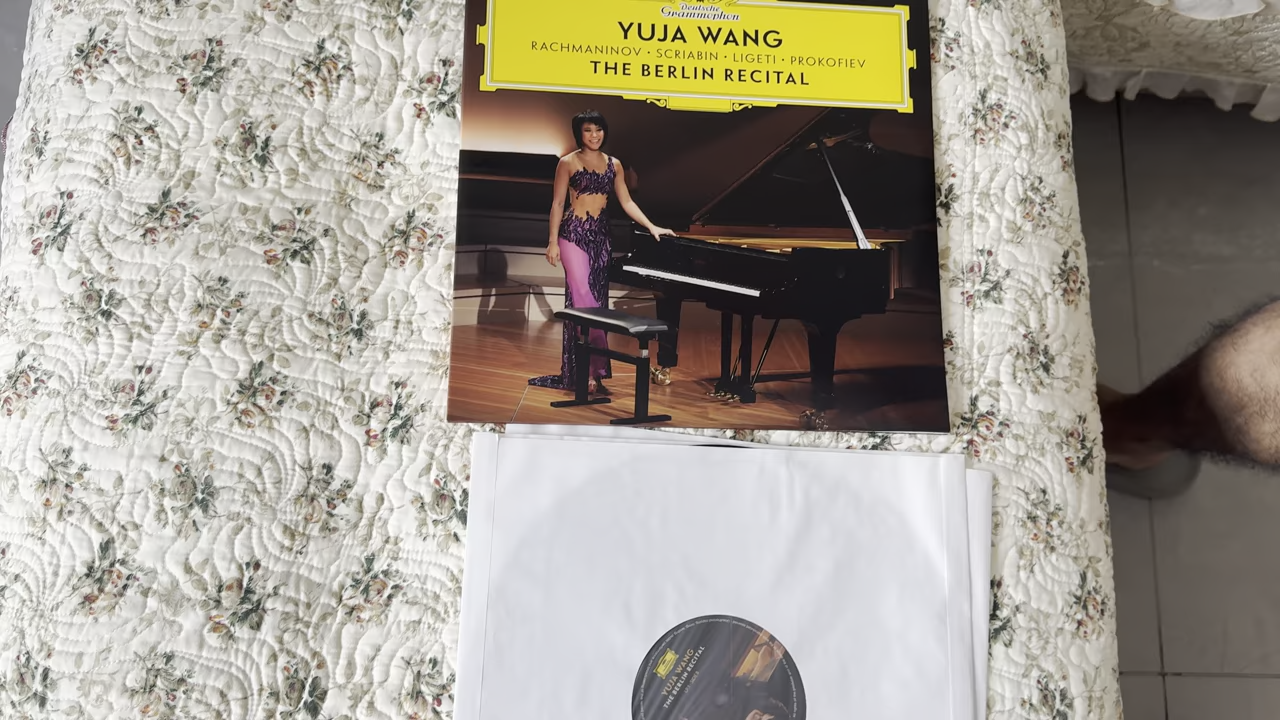 Deutsche
Grammophon
YUJA WANG
RACHMANINOV • SCRIABIN • LIGETI • PROKOFIEV
THE BERLIN RECITAL
YUJA WANG
THE BERLIN RECITAL